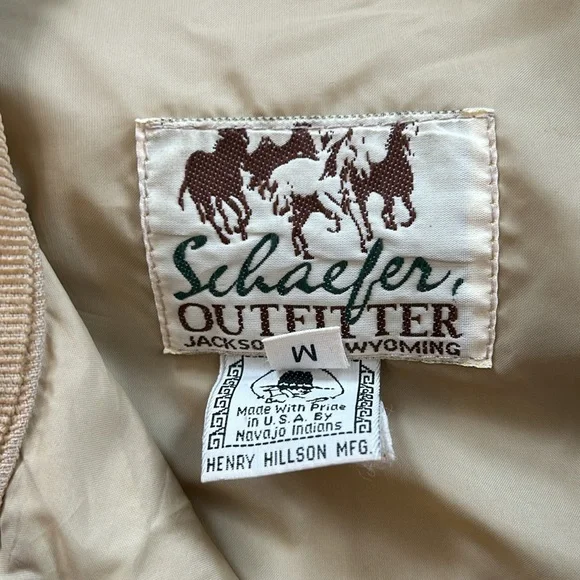 Schaefer,
OUTFITTER
JACKSO WYOMING
M
Made With Pride
in U.S.A. By
Navajo Indians
HENRY HILLSON MFG.